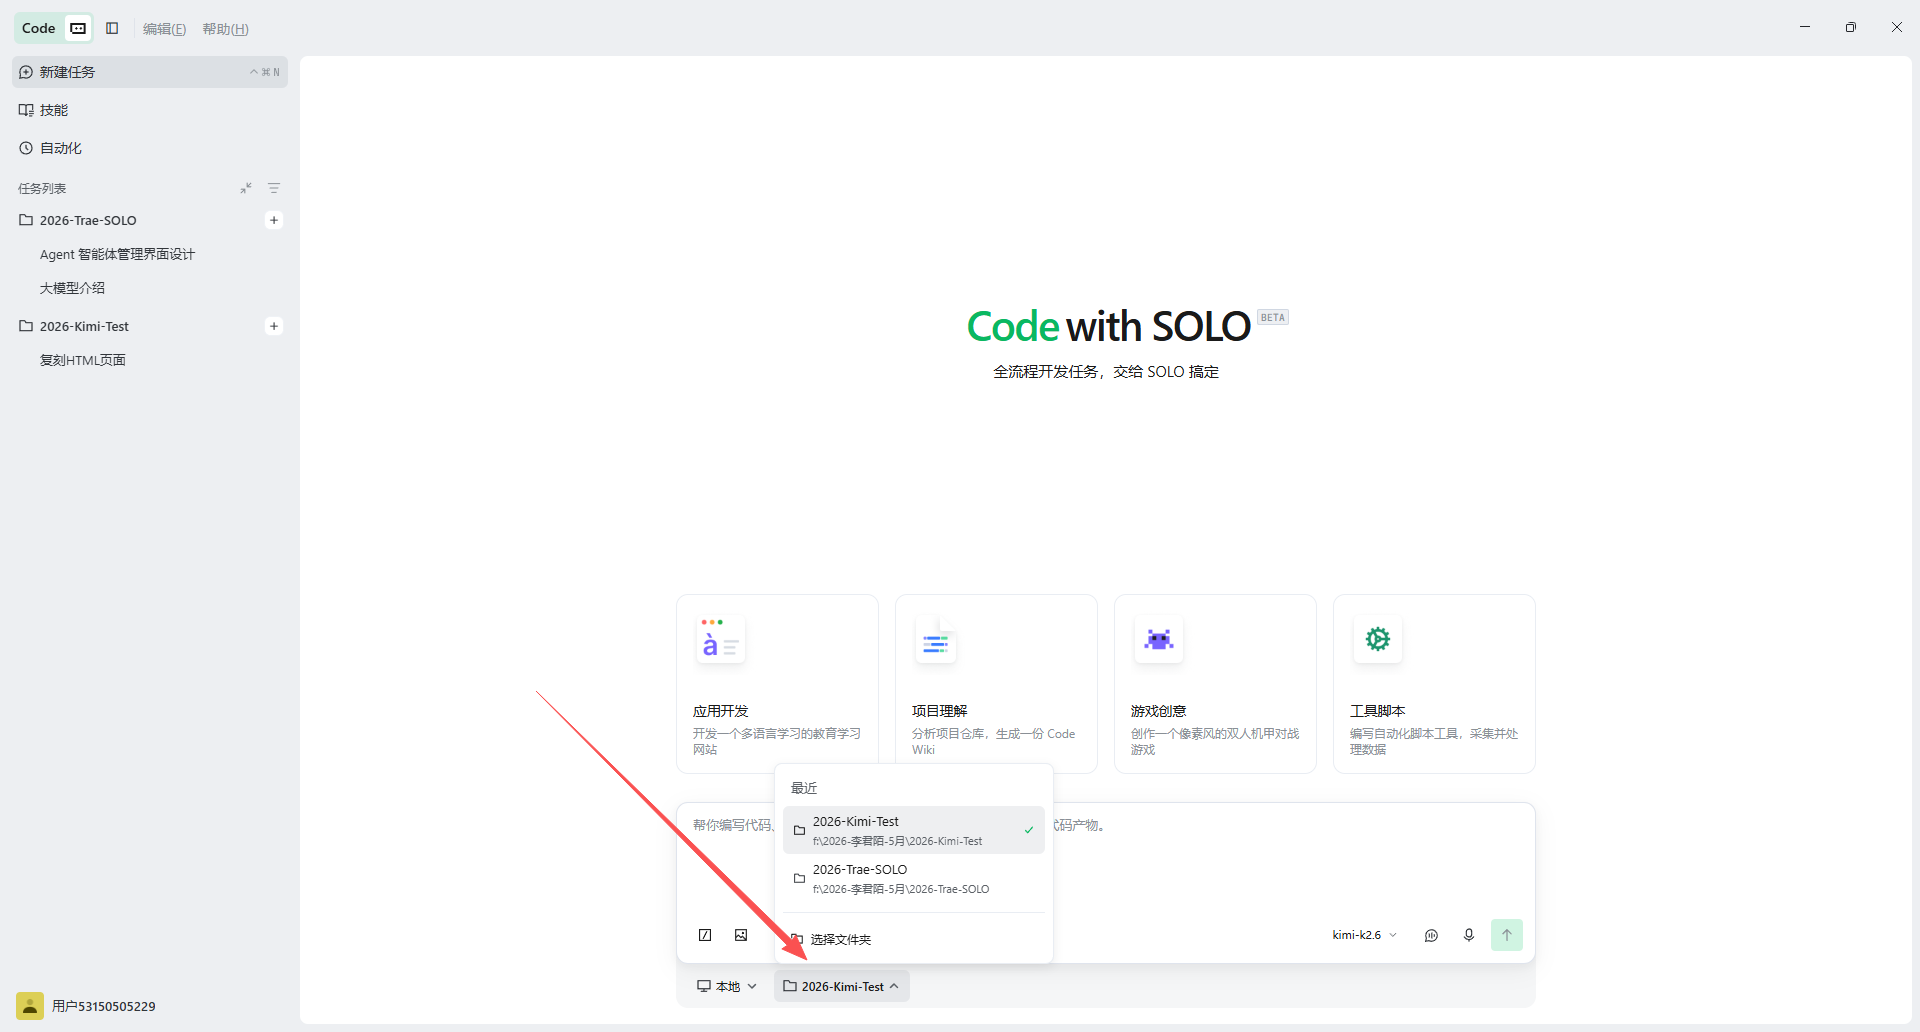 Code
编辑(E)
帮助(H)
新建任务
^⌘N
技能
自动化
任务列表
2026-Trae-SOLO
Agent 智能体管理界面设计
大模型介绍
2026-Kimi-Test
复刻HTML页面
用户53150505229
Code with SOLO
BETA
全流程开发任务，交给 SOLO 搞定
应用开发
开发一个多语言学习的教育学习
网站
项目理解
分析项目仓库，生成一份 Code
Wiki
游戏创意
创作一个像素风的双人机甲对战
游戏
工具脚本
编写自动化脚本工具，采集并处
理数据
帮你编写代码、
代码产物。
最近
2026-Kimi-Test
f:\2026-李君陌-5月\2026-Kimi-Test
2026-Trae-SOLO
f:\2026-李君陌-5月\2026-Trae-SOLO
选择文件夹
kimi-k2.6
本地
2026-Kimi-Test